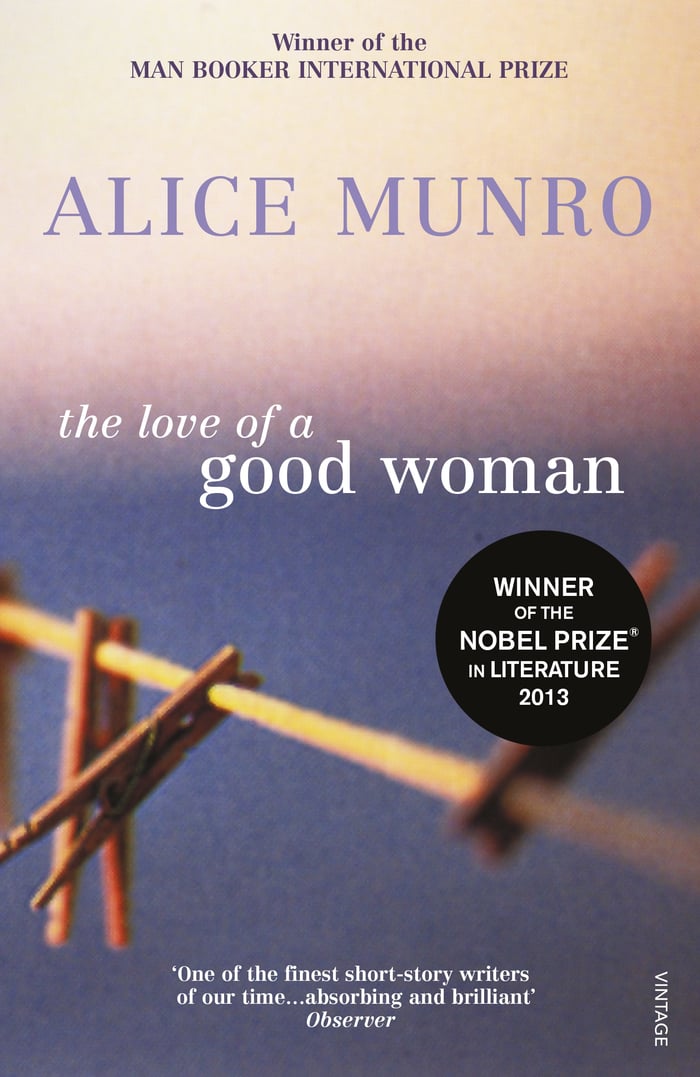 Winner of the
MAN BOOKER INTERNATIONAL PRIZE
ALICE MUNRO
the love of a
good woman
WINNER
OF THE
NOBEL PRIZE®
IN LITERATURE
2013
‘One of the finest short-story writers
of our time...absorbing and brilliant’
Observer
VINTAGE